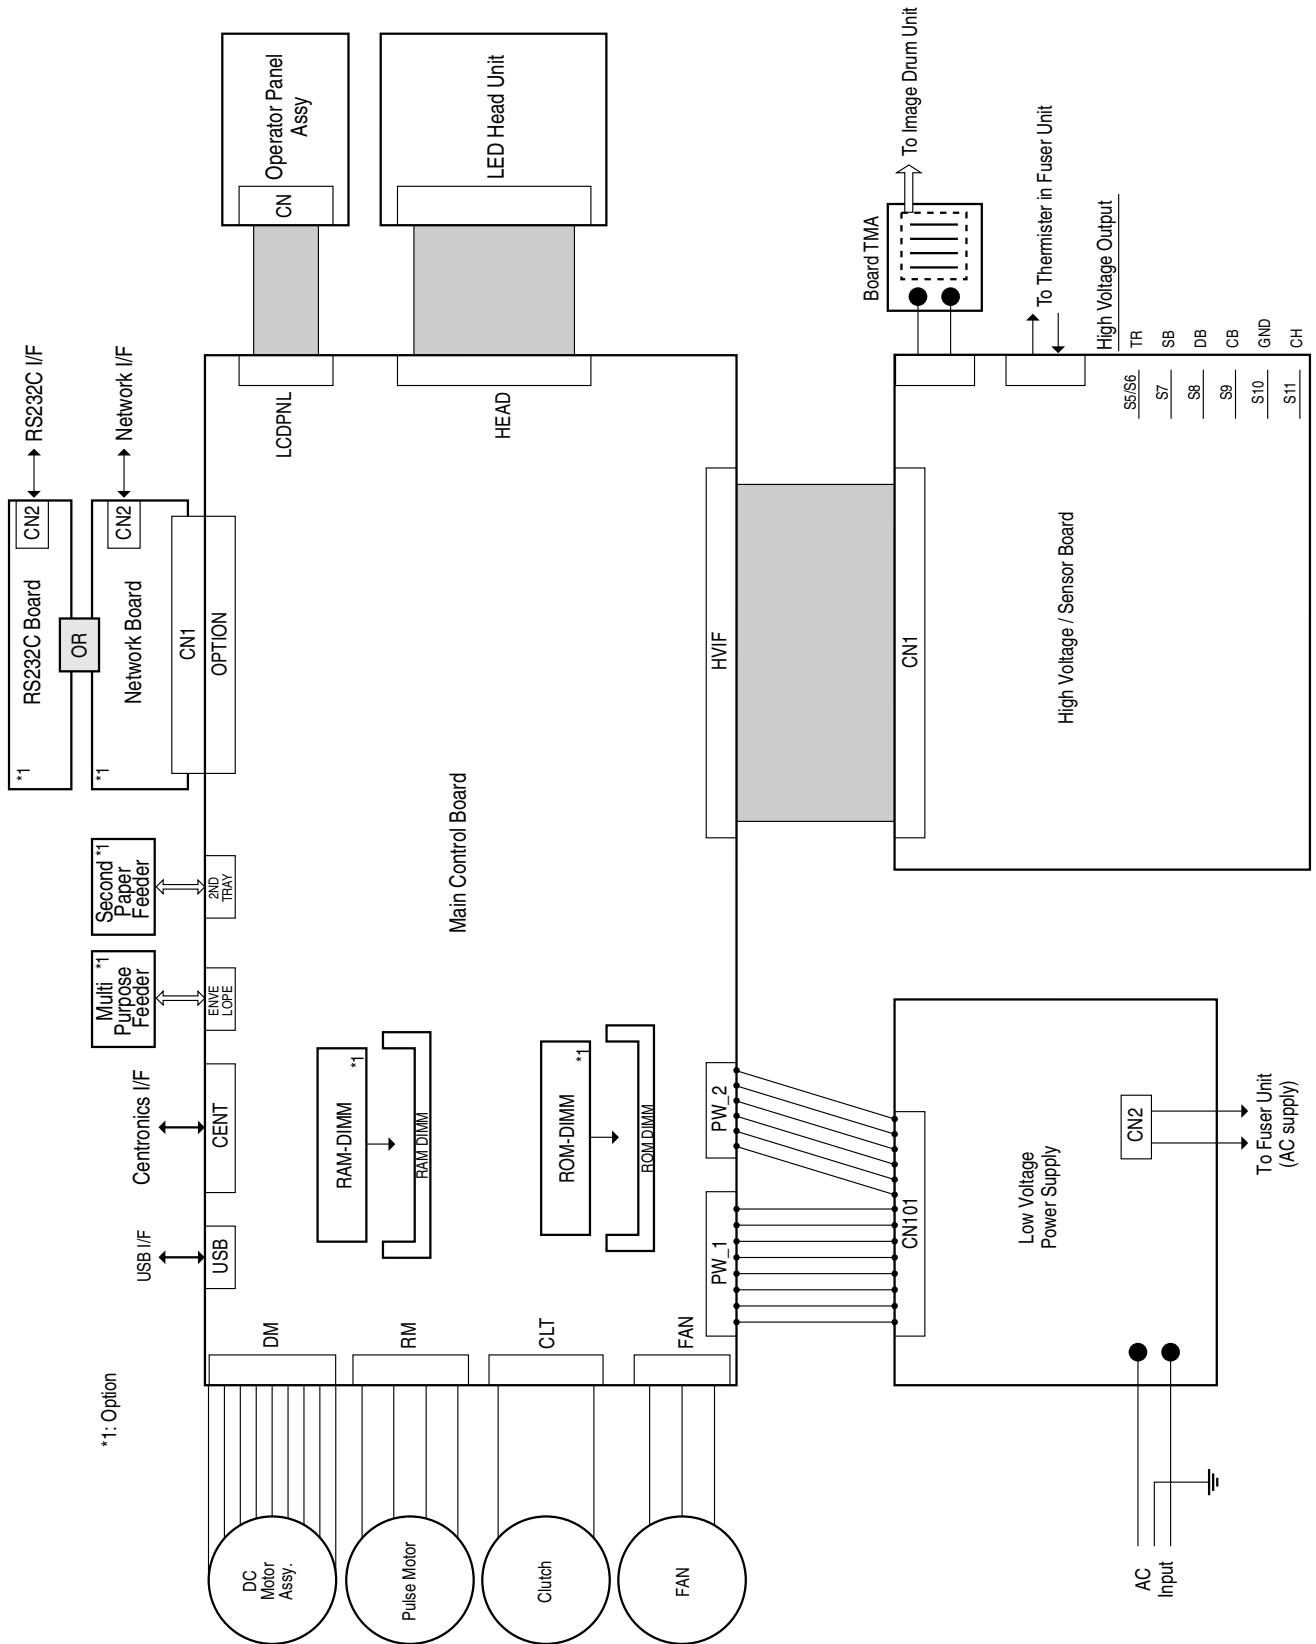 *1: Option
RS232C Board
*1
CN2
RS232C I/F
OR
Network Board
*1
CN2
Network I/F
CN1
OPTION
Second *1
Paper
Feeder
2ND
TRAY
Multi *1
Purpose
Feeder
ENVE
LOPE
Centronics I/F
CENT
USB I/F
USB
Operator Panel
Assy
CN
LCDPNL
LED Head Unit
HEAD
Main Control Board
RAM-DIMM
*1
RAM DIMM
ROM-DIMM
*1
ROM DIMM
DM
DC
Motor
Assy.
RM
Pulse Motor
CLT
Clutch
FAN
FAN
PW_1
PW_2
HVIF
CN101
Low Voltage
Power Supply
CN2
To Fuser Unit
(AC supply)
AC
Input
CN1
High Voltage / Sensor Board
Board TMA
To Image Drum Unit
To Thermister in Fuser Unit
High Voltage Output
S5/S6 TR
S7 SB
S8 DB
S9 CB
S10 GND
S11 CH